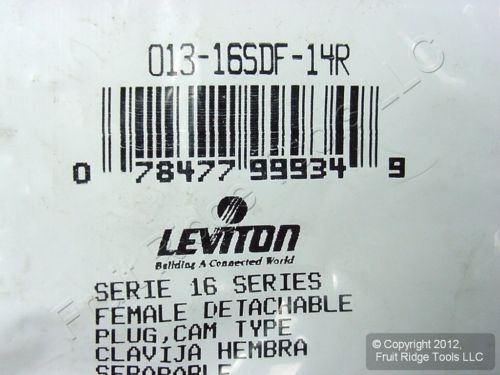 013-16SDF-14R
0 78477 99934 9
LEVITON
Building A Connected World
SERIE 16 SERIES
FEMALE DETACHABLE
PLUG,CAM TYPE
CLAVIJA HEMBRA
SEPARABLE
© Copyright 2012,
Fruit Ridge Tools LLC